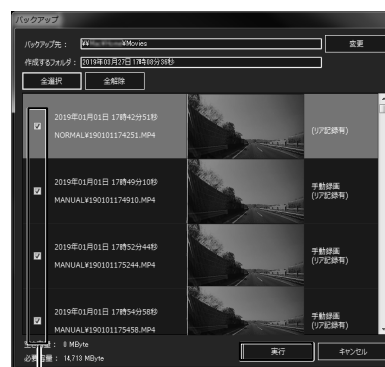 バックアップ
バックアップ先： ¥¥ ¥Movies 変更
作成するフォルダ： 2019年03月27日17時08分36秒
全選択 全解除
2019年01月01日 17時42分51秒
NORMAL¥190101174251.MP4
(リア記録有)
2019年01月01日 17時49分10秒
MANUAL¥190101174910.MP4
手動録画
(リア記録有)
2019年01月01日 17時52分44秒
MANUAL¥190101175244.MP4
手動録画
(リア記録有)
2019年01月01日 17時54分58秒
MANUAL¥190101175458.MP4
手動録画
(リア記録有)
量： 0 MByte
必要容量： 14,713 MByte
実行 キャンセル